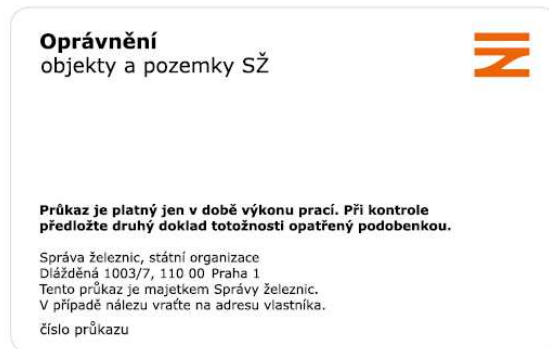 Oprávnění
objekty a pozemky SŽ
Průkaz je platný jen v době výkonu prací. Při kontrole
předložte druhý doklad totožnosti opatřený podobenkou.
Správa železnic, státní organizace
Dlážděná 1003/7, 110 00 Praha 1
Tento průkaz je majetkem Správy železnic.
V případě nálezu vraťte na adresu vlastníka.
číslo průkazu